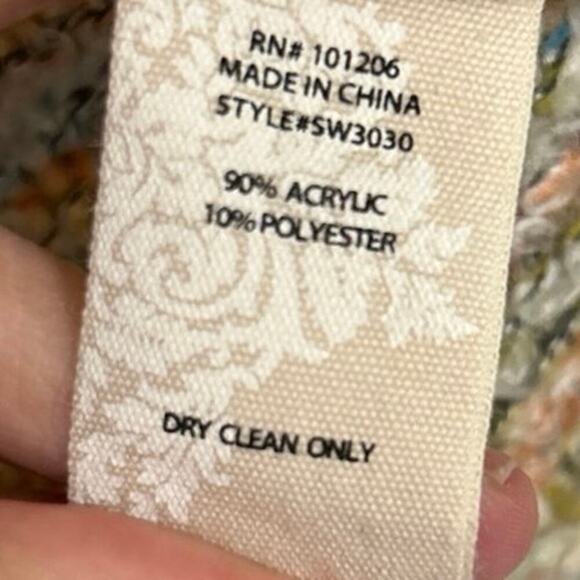 RN# 101206
MADE IN CHINA
STYLE#SW3030
90% ACRYLIC
10% POLYESTER
DRY CLEAN ONLY